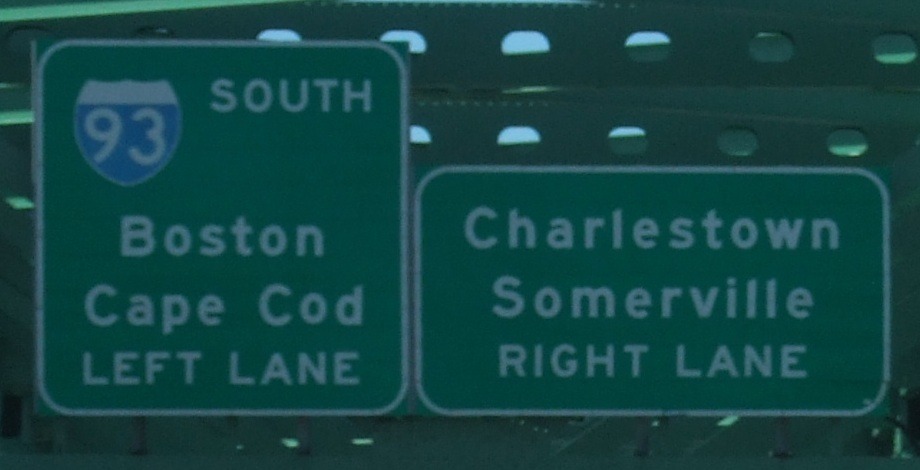 93 SOUTH
Boston
Cape Cod
LEFT LANE
Charlestown
Somerville
RIGHT LANE